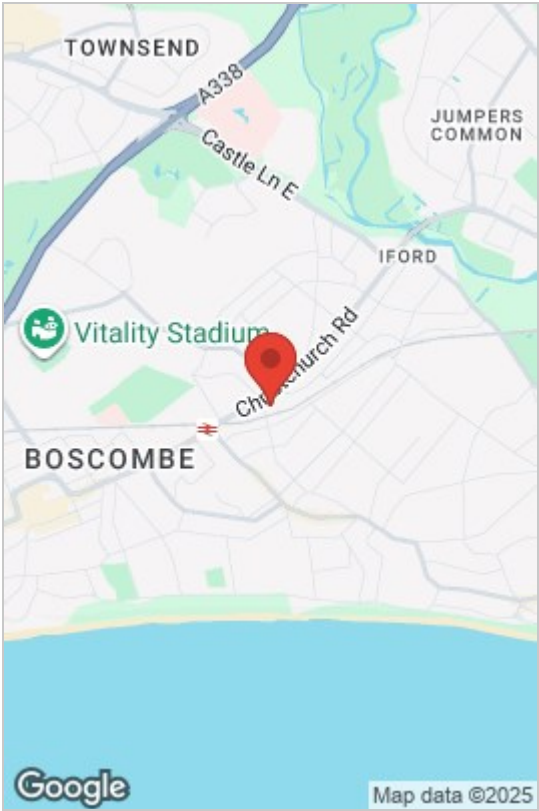 TOWNSEND
A338
JUMPERS
COMMON
Castle Ln E
IFORD
Vitality Stadium
Christchurch Rd
BOSCOMBE
Google
Map data ©2025